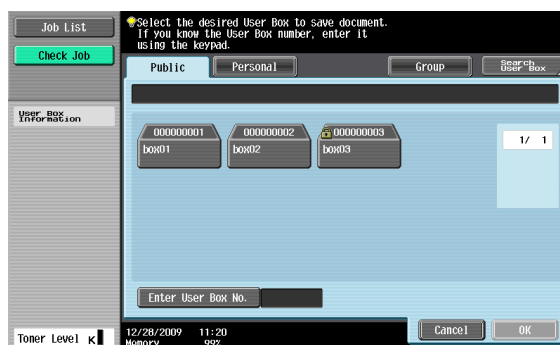 Job List
Check Job
User Box
Information
Select the desired User Box to save document.
If you know the User Box number, enter it
using the keypad.
Public
Personal
Group
Search
User Box
000000001
box01
000000002
box02
000000003
box03
1/ 1
Enter User Box No.
Toner Level K
12/28/2009 11:20
Memory 99%
Cancel
OK